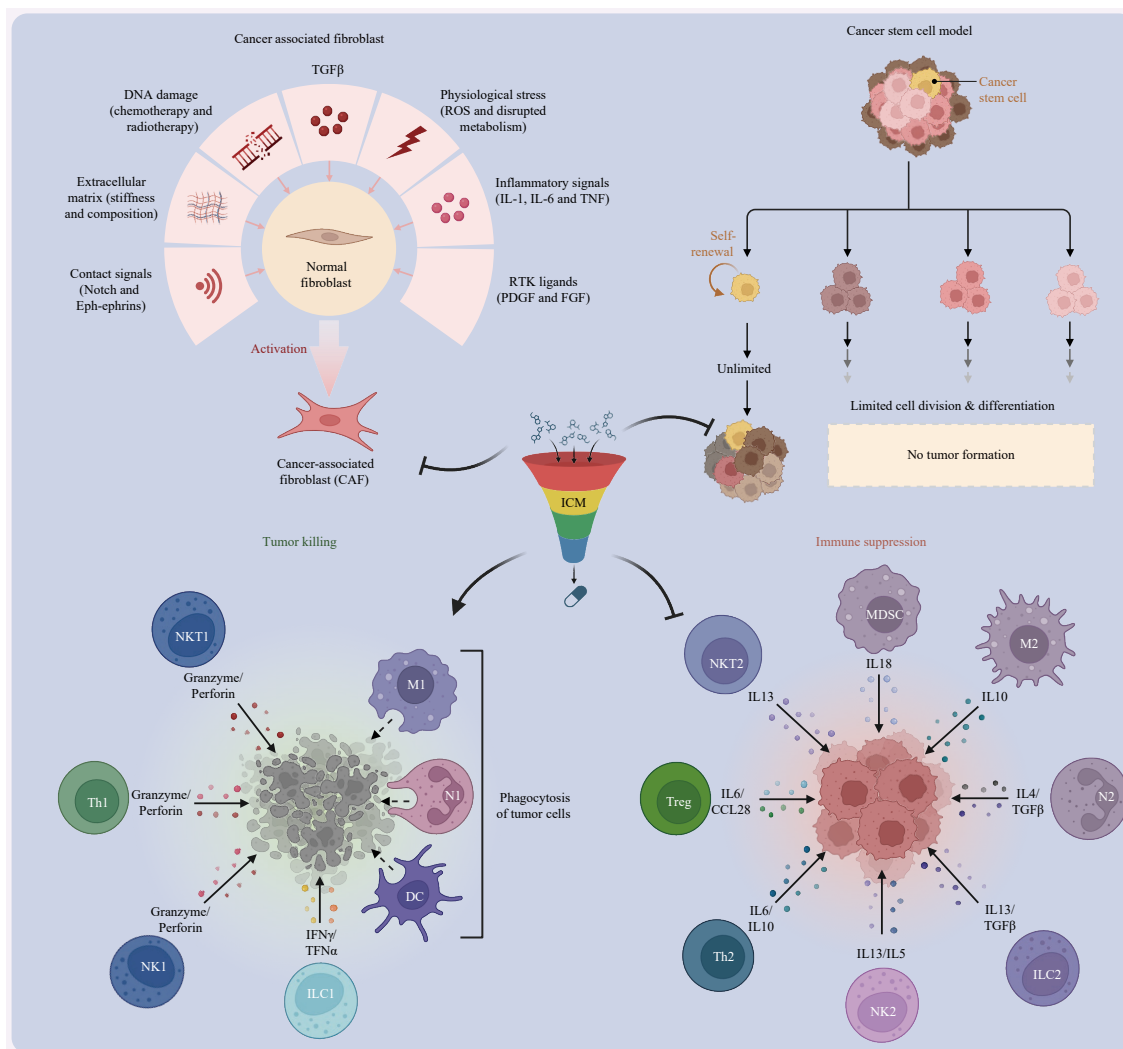 Cancer associated fibroblast
TGFβ
DNA damage
(chemotherapy and
radiotherapy)
Physiological stress
(ROS and disrupted
metabolism)
Extracellular
matrix (stiffness
and composition)
Inflammatory signals
(IL-1, IL-6 and TNF)
Contact signals
(Notch and
Eph-ephrins)
Normal
fibroblast
RTK ligands
(PDGF and FGF)
Activation
Cancer-associated
fibroblast (CAF)
Cancer stem cell model
Cancer
stem cell
Self-
renewal
Unlimited
Limited cell division & differentiation
No tumor formation
ICM
Tumor killing
NKT1
Granzyme/
Perforin
M1
Th1
Granzyme/
Perforin
N1
Phagocytosis
of tumor cells
Granzyme/
Perforin
DC
NK1
IFNγ/
TFNα
ILC1
Immune suppression
MDSC
IL18
M2
NKT2
IL13
IL10
Treg
IL6/
CCL28
IL4/
TGFβ
N2
IL6/
IL10
IL13/
TGFβ
Th2
IL13/IL5
ILC2
NK2